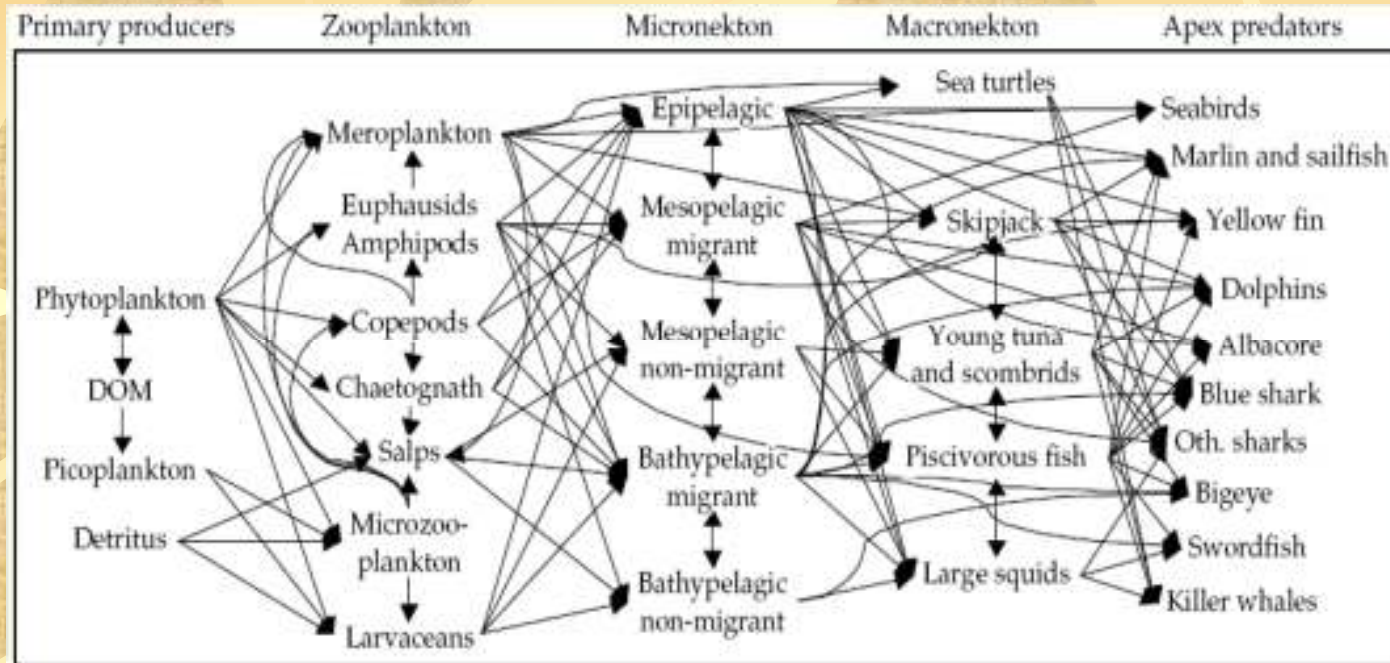 Primary producers
Zooplankton
Micronekton
Macronekton
Apex predators
Phytoplankton
DOM
Picoplankton
Detritus
Meroplankton
Euphausids
Amphipods
Copepods
Chaetognath
Salps
Microzoo-
plankton
Larvaceans
Epipelagic
Mesopelagic
migrant
Mesopelagic
non-migrant
Bathypelagic
migrant
Bathypelagic
non-migrant
Sea turtles
Skipjack
Young tuna
and scombrids
Piscivorous fish
Large squids
Seabirds
Marlin and sailfish
Yellow fin
Dolphins
Albacore
Blue shark
Oth. sharks
Bigeye
Swordfish
Killer whales